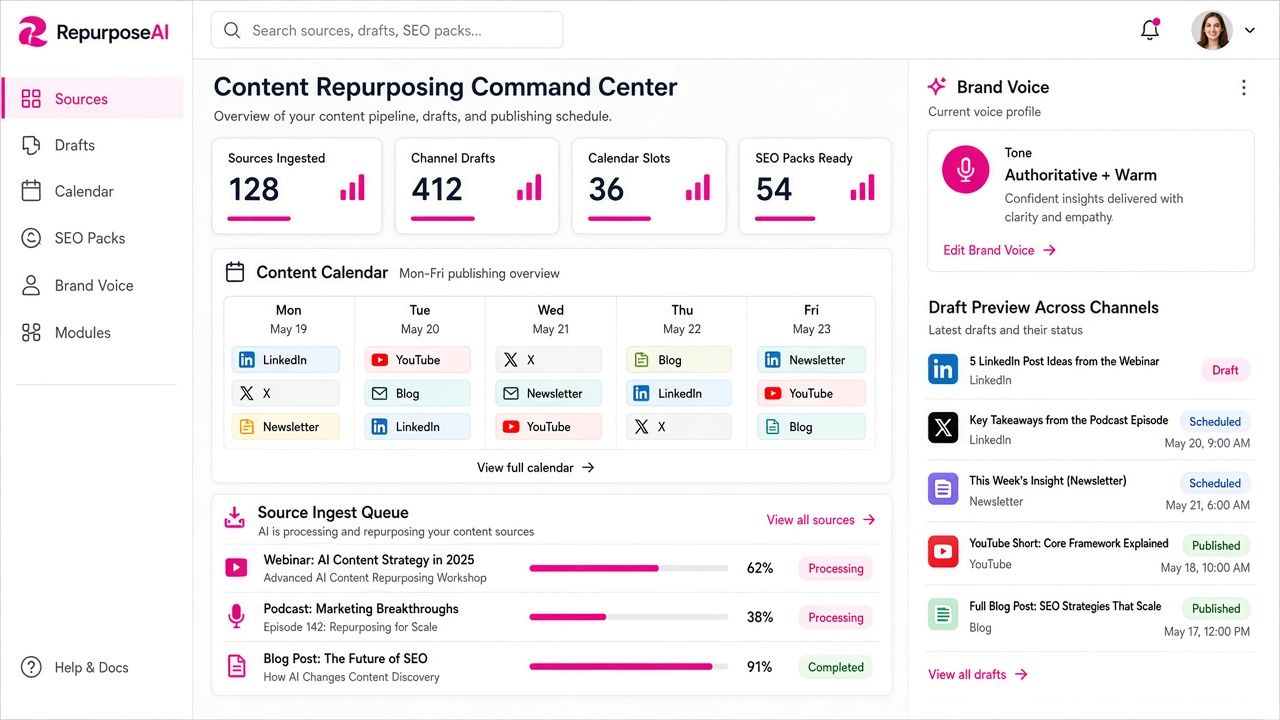 RepurposeAI
Search sources, drafts, SEO packs...
Sources
Drafts
Calendar
SEO Packs
Brand Voice
Modules
Help & Docs
Content Repurposing Command Center
Overview of your content pipeline, drafts, and publishing schedule.
Sources Ingested
128
Channel Drafts
412
Calendar Slots
36
SEO Packs Ready
54
Content Calendar Mon-Fri publishing overview
Mon
May 19
in LinkedIn
X
Newsletter
Tue
May 20
YouTube
Blog
in LinkedIn
Wed
May 21
X
Newsletter
YouTube
Thu
May 22
Blog
in LinkedIn
X
Fri
May 23
in Newsletter
YouTube
Blog
View full calendar
Source Ingest Queue
AI is processing and repurposing your content sources
View all sources
Webinar: AI Content Strategy in 2025
Advanced AI Content Repurposing Workshop
62%
Processing
Podcast: Marketing Breakthroughs
Episode 142: Repurposing for Scale
38%
Processing
Blog Post: The Future of SEO
How AI Changes Content Discovery
91%
Completed
Brand Voice
Current voice profile
Tone
Authoritative + Warm
Confident insights delivered with
clarity and empathy.
Edit Brand Voice
Draft Preview Across Channels
Latest drafts and their status
in
5 LinkedIn Post Ideas from the Webinar
LinkedIn
Draft
Key Takeaways from the Podcast Episode
LinkedIn
Scheduled
May 20, 9:00 AM
This Week's Insight (Newsletter)
Newsletter
Scheduled
May 21, 6:00 AM
YouTube Short: Core Framework Explained
YouTube
Published
May 18, 10:00 AM
Full Blog Post: SEO Strategies That Scale
Blog
Published
May 17, 12:00 PM
View all drafts